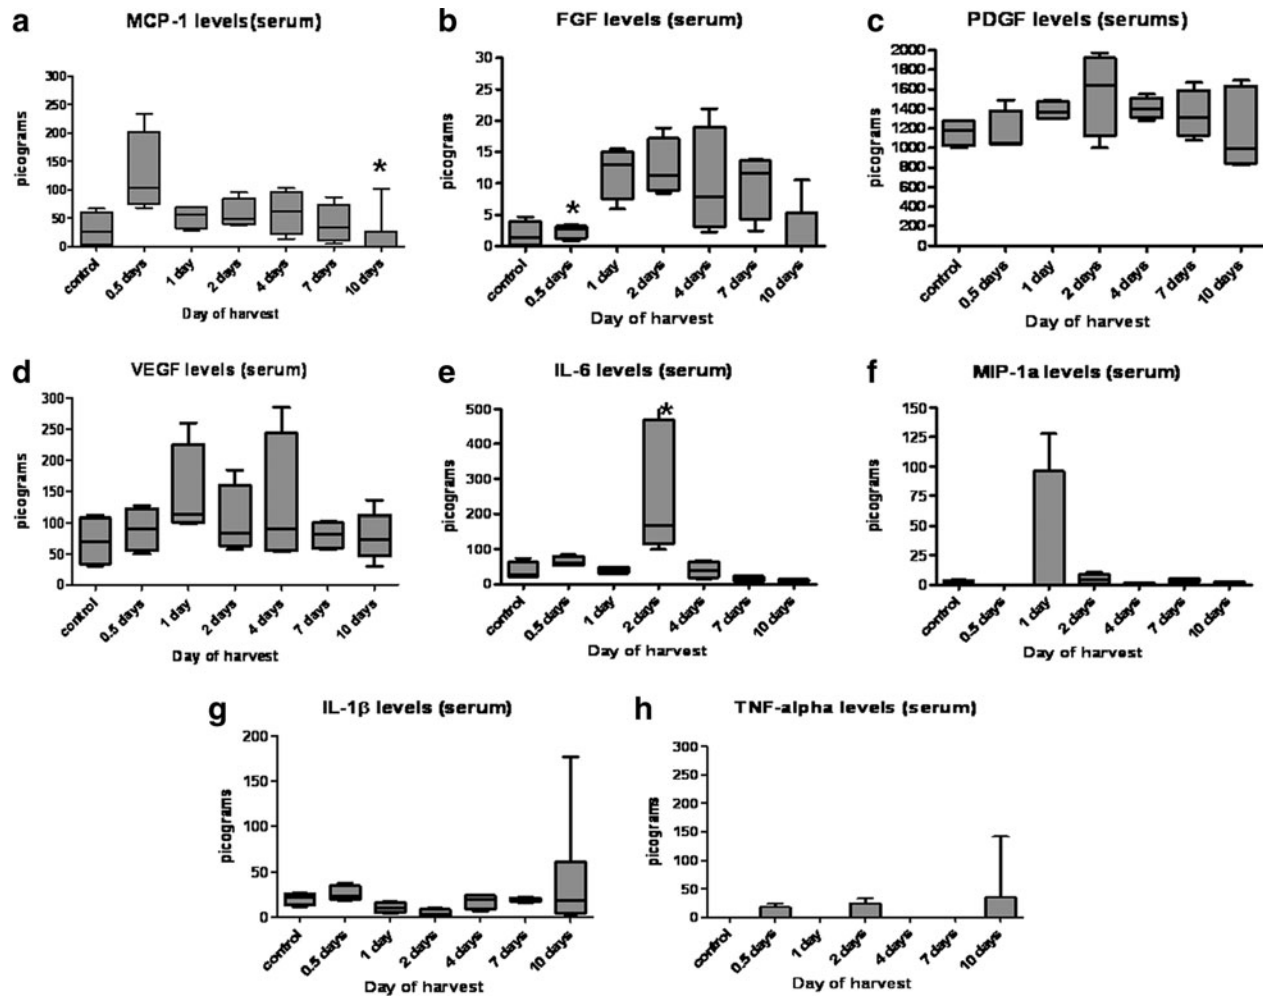 a
MCP-1 levels(serum)
picograms
300
250
200
150
100
50
0
*
control
0.5 days
1 day
2 days
4 days
7 days
10 days
Day of harvest
b
FGF levels (serum)
picograms
30
25
20
15
10
5
0
*
control
0.5 days
1 day
2 days
4 days
7 days
10 days
Day of harvest
c
PDGF levels (serums)
picograms
2000
1800
1600
1400
1200
1000
800
600
400
200
0
control
0.5 days
1 day
2 days
4 days
7 days
10 days
Day of harvest
d
VEGF levels (serum)
picograms
300
250
200
150
100
50
0
control
0.5 days
1 day
2 days
4 days
7 days
10 days
Day of harvest
e
IL-6 levels (serum)
picograms
500
400
300
200
100
0
*
control
0.5 days
1 day
2 days
4 days
7 days
10 days
Day of harvest
f
MIP-1a levels (serum)
picograms
150
125
100
75
50
25
0
control
0.5 days
1 day
2 days
4 days
7 days
10 days
Day of harvest
g
IL-1β levels (serum)
picograms
200
150
100
50
0
control
0.5 days
1 day
2 days
4 days
7 days
10 days
Day of harvest
h
TNF-alpha levels (serum)
picograms
300
250
200
150
100
50
0
control
0.5 days
1 day
2 days
4 days
7 days
10 days
Day of harvest